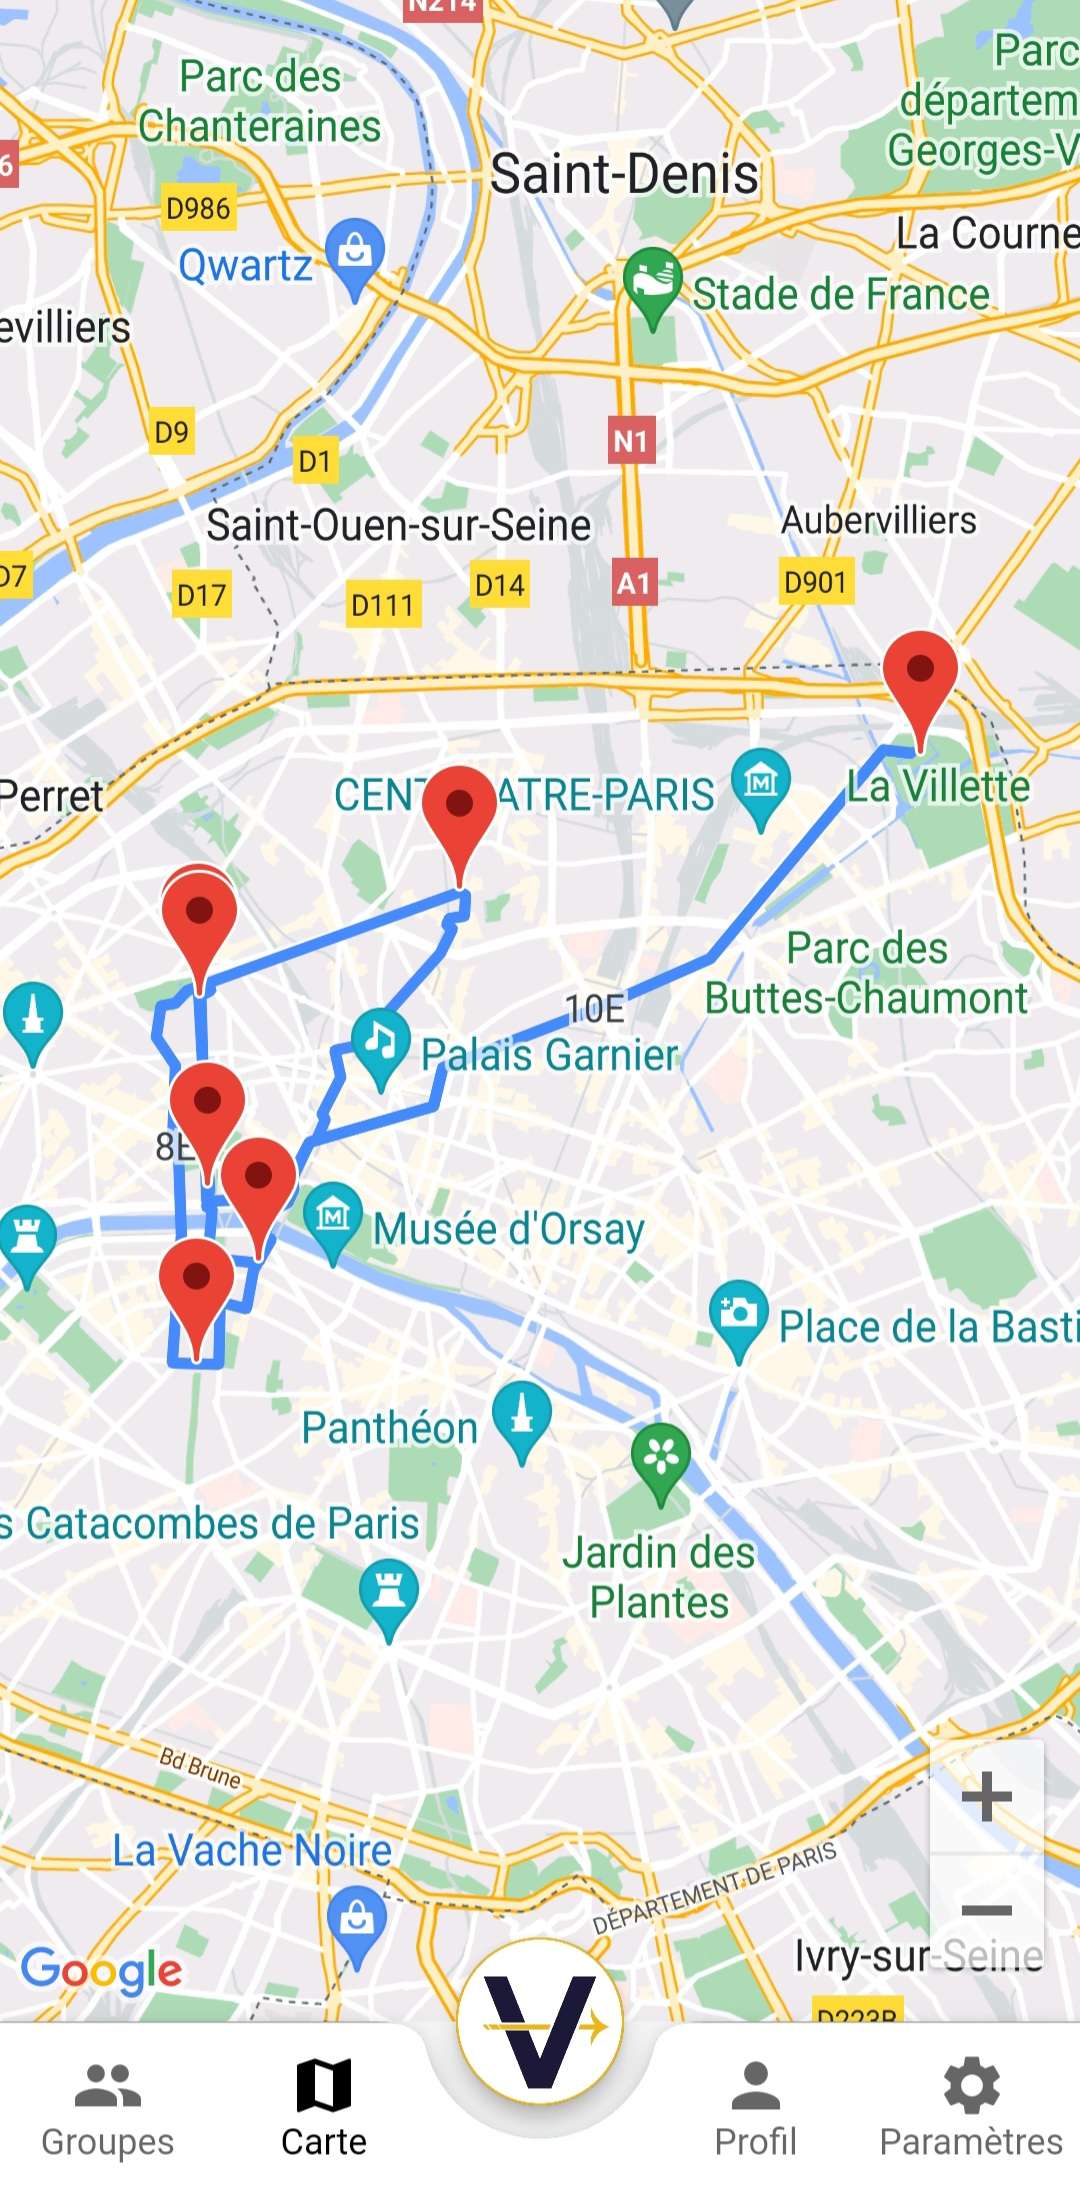 N214
Parc des
Chanteraines
Parc
départem
Georges-V
6
Saint-Denis
D986
La Courne
Qwartz
Stade de France
evilliers
D9
N1
D1
Saint-Ouen-sur-Seine
Aubervilliers
D7
D17
D111
D14
A1
D901
Perret
CENT
ATRE-PARIS
M
La Villette
Parc des
Buttes-Chaumont
10E
Palais Garnier
8E
M
Musée d'Orsay
Place de la Basti
Panthéon
s Catacombes de Paris
Jardin des
Plantes
Bd Brune
La Vache Noire
DÉPARTEMENT DE PARIS
Ivry-sur-Seine
Google
D223B
V
Groupes
Carte
Profil
Paramètres